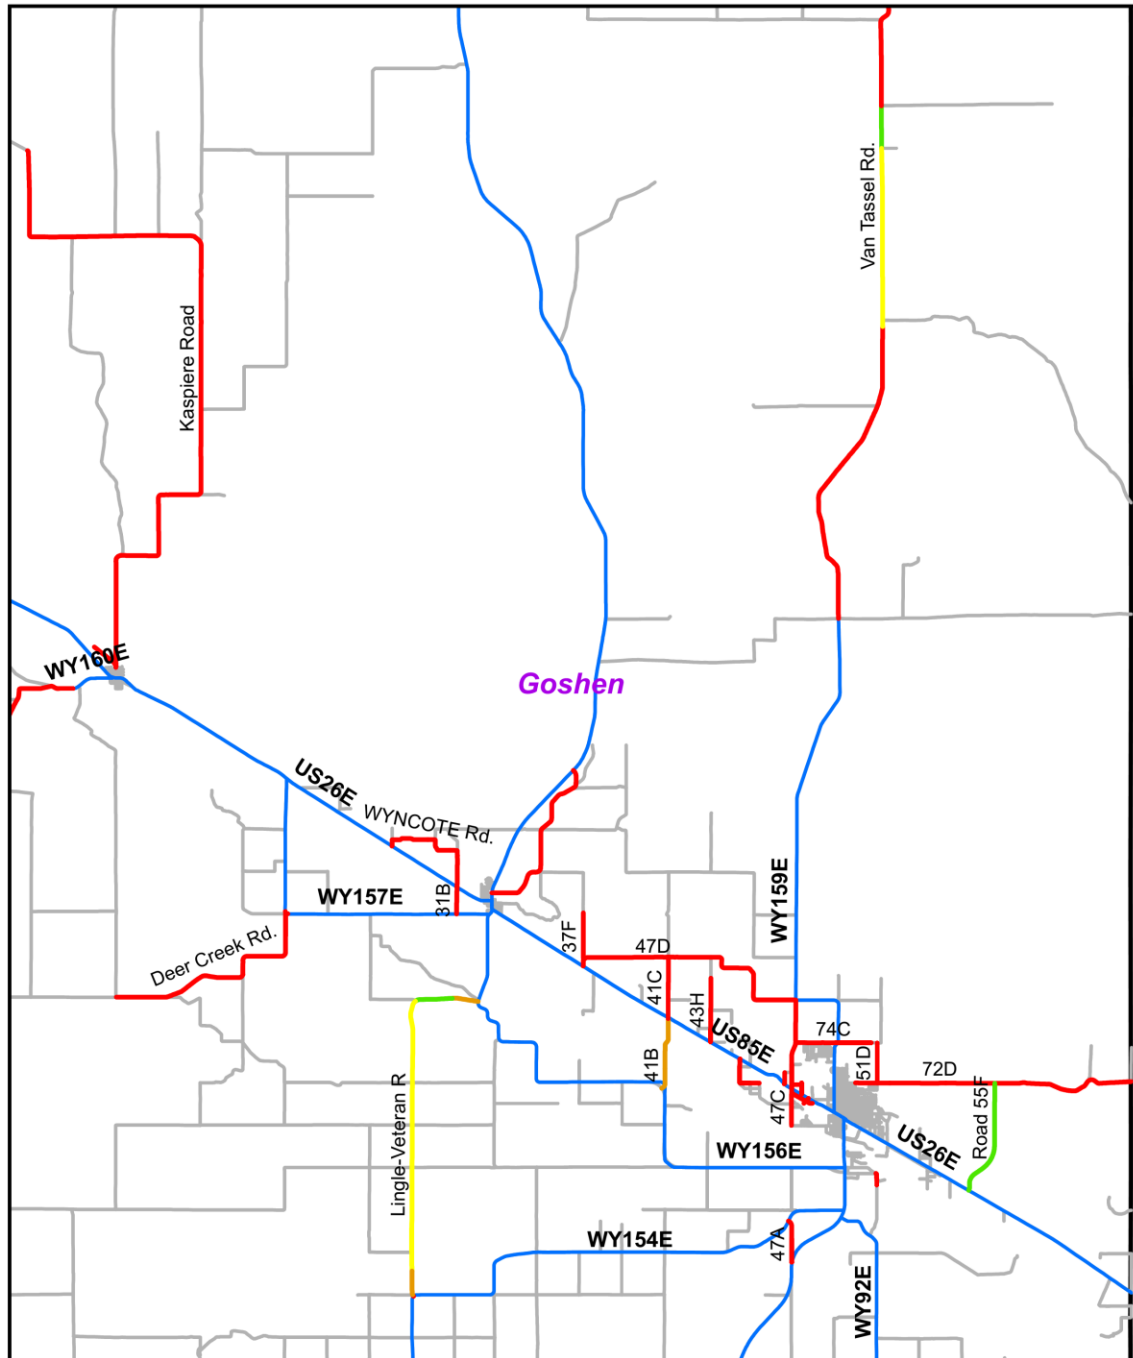 Van Tassel Rd.
Kaspiere Road
WY160E
Goshen
US26E
WYNCOTE Rd.
WY157E
31B
WY159E
37F
47D
Deer Creek Rd.
41C
43H
US85E
74C
41B
51D
72D
47C
Road 55F
Lingle-Veteran R
US26E
WY156E
WY154E
47A
WY92E